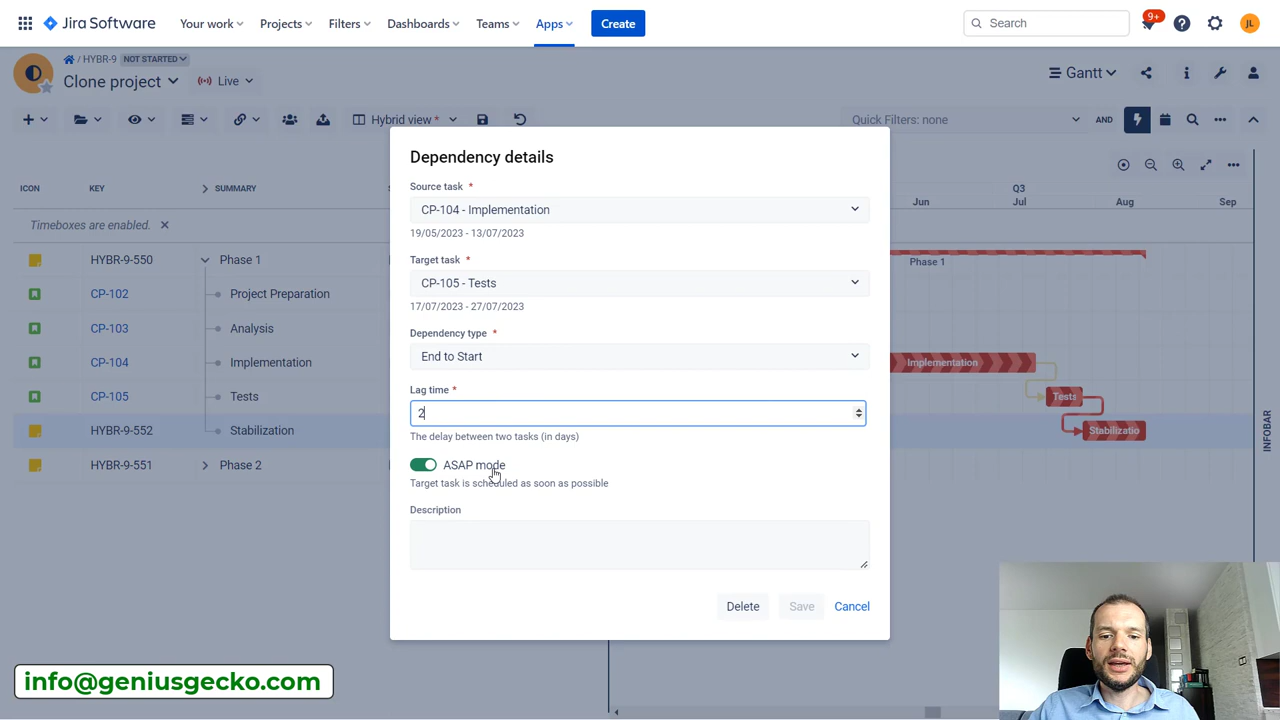 Jira Software
Your work
Projects
Filters
Dashboards
Teams
Apps
Create
Search
9+
JL
/ HYBR-9
NOT STARTED
Clone project
Live
Gantt
Hybrid view *
Quick Filters: none
AND
ICON
KEY
SUMMARY
Q3
Jun
Jul
Aug
Sep
Timeboxes are enabled.
HYBR-9-550
Phase 1
CP-102
Project Preparation
CP-103
Analysis
CP-104
Implementation
CP-105
Tests
HYBR-9-552
Stabilization
HYBR-9-551
Phase 2
Phase 1
Implementation
Tests
Stabilizatio
INFOBAR
Dependency details
Source task *
CP-104 - Implementation
19/05/2023 - 13/07/2023
Target task *
CP-105 - Tests
17/07/2023 - 27/07/2023
Dependency type *
End to Start
Lag time *
2
The delay between two tasks (in days)
ASAP mode
Target task is scheduled as soon as possible
Description
Delete
Save
Cancel
info@geniusgecko.com